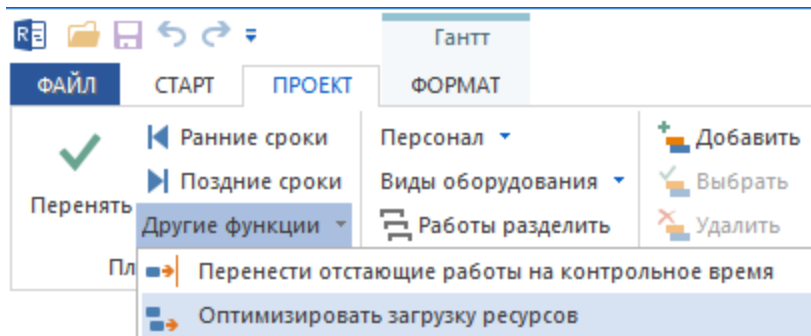 Гантт
ФАЙЛ СТАРТ ПРОЕКТ ФОРМАТ
Ранние сроки Персонал Добавить
Поздние сроки Виды оборудования Выбрать
Перенять
Другие функции Работы разделить Удалить
Пл Перенести отстающие работы на контрольное время
Оптимизировать загрузку ресурсов